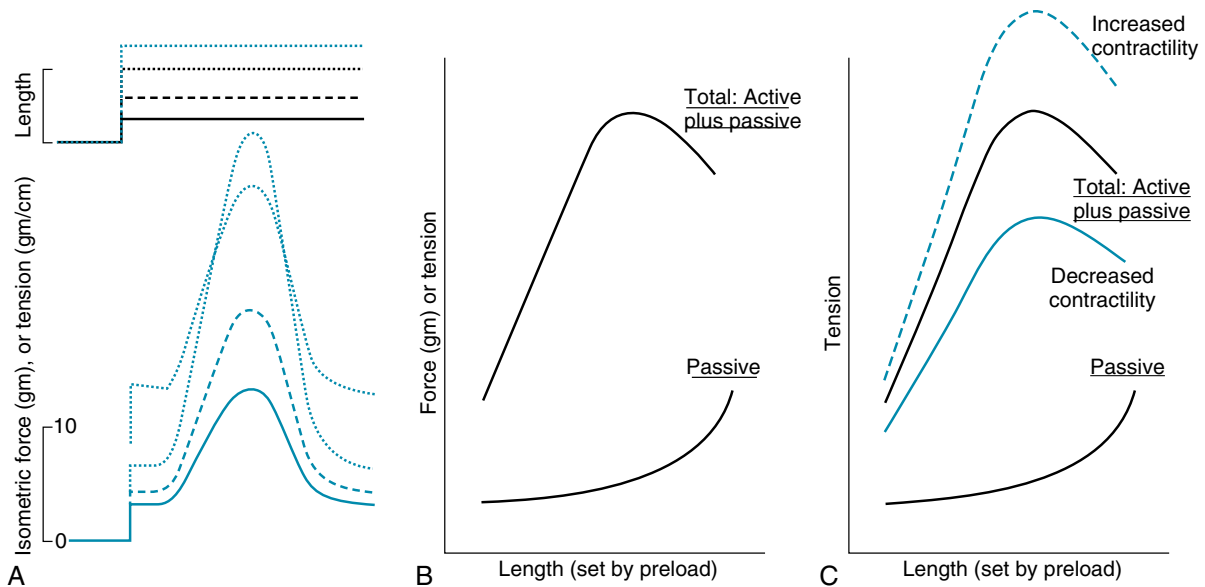 Length
Isometric force (gm), or tension (gm/cm)
10
0
A
Force (gm) or tension
Total: Active
plus passive
Passive
B
Length (set by preload)
Tension
Increased
contractility
Total: Active
plus passive
Decreased
contractility
Passive
C
Length (set by preload)